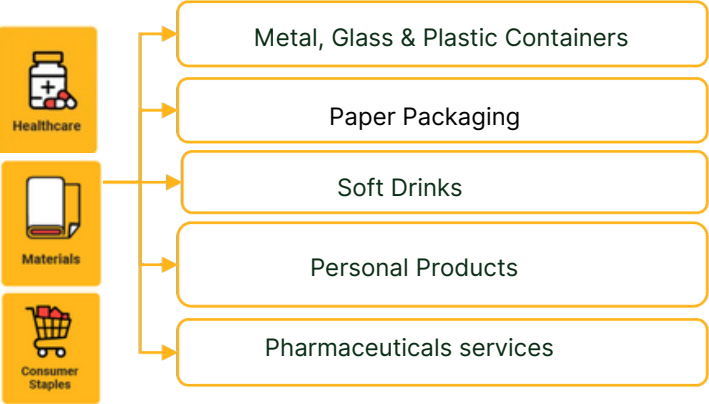 Healthcare
Materials
Consumer
Staples
Metal, Glass & Plastic Containers
Paper Packaging
Soft Drinks
Personal Products
Pharmaceuticals services